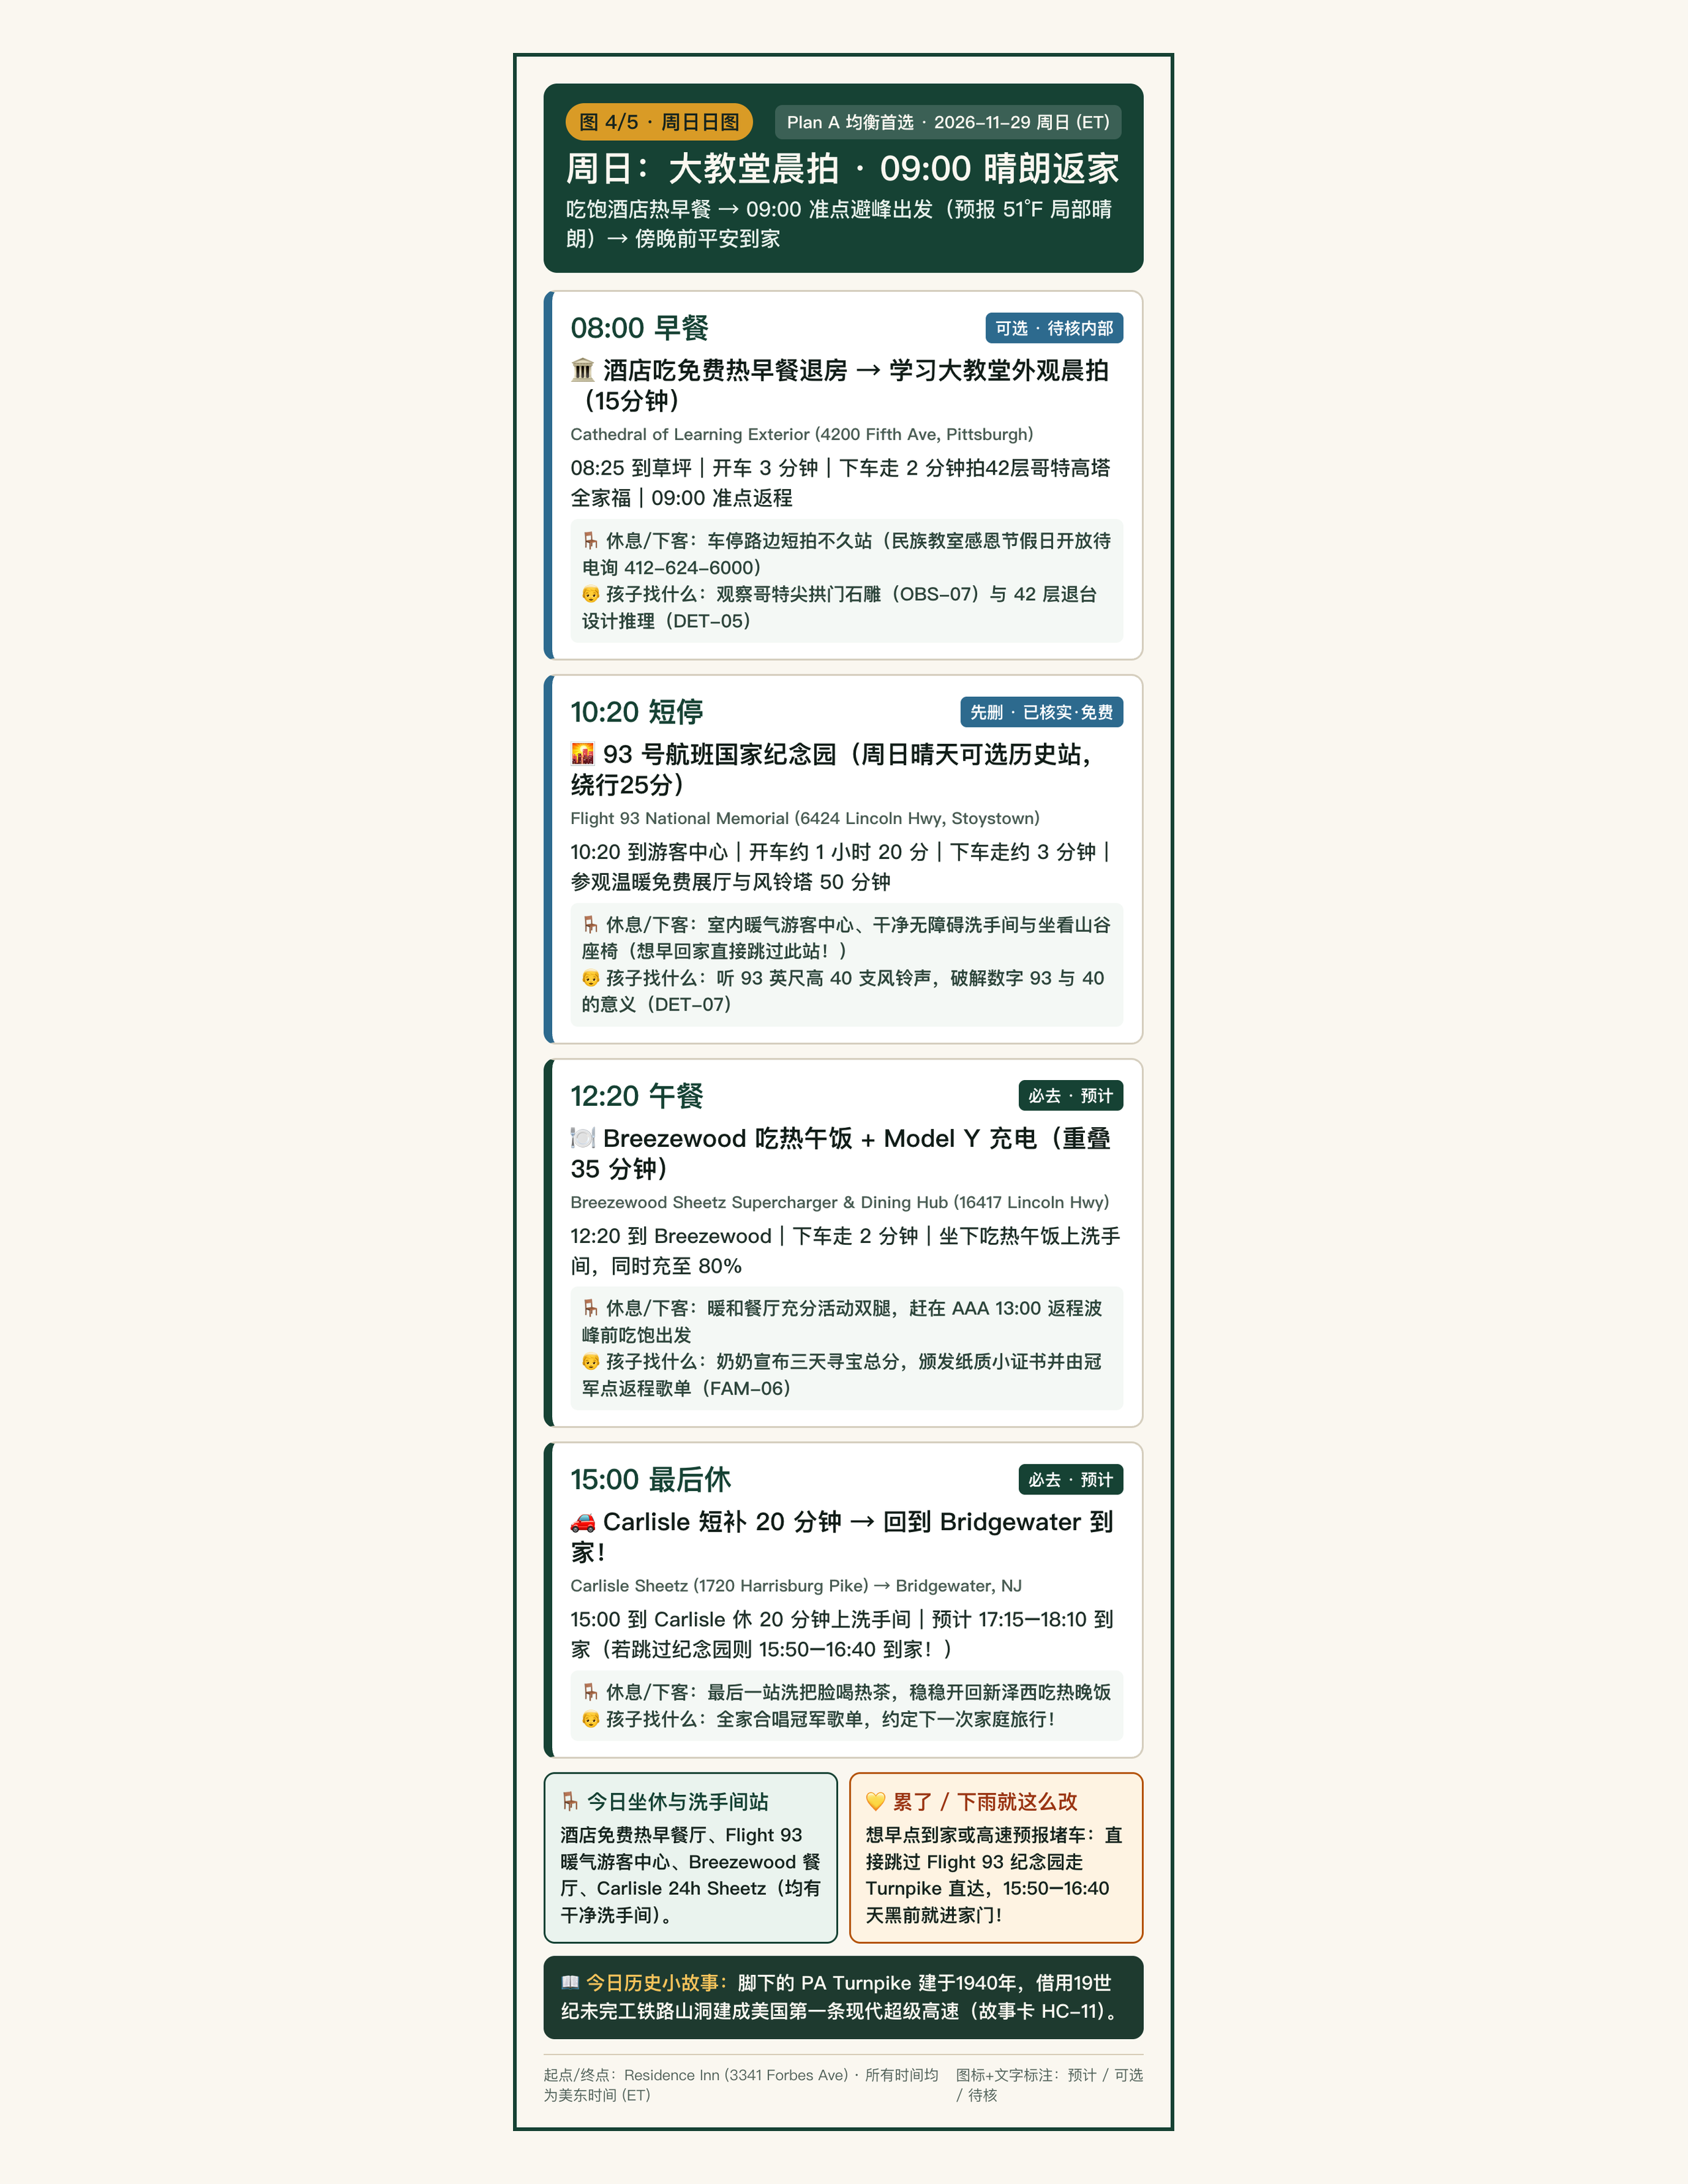 图 4/5 · 周日日图
Plan A 均衡首选 · 2026-11-29 周日 (ET)
周日：大教堂晨拍 · 09:00 晴朗返家
吃饱酒店热早餐 → 09:00 准点避峰出发（预报 51°F 局部晴
朗）→ 傍晚前平安到家
08:00 早餐
可选 · 待核内部
🏛️ 酒店吃免费热早餐退房 → 学习大教堂外观晨拍
（15分钟）
Cathedral of Learning Exterior (4200 Fifth Ave, Pittsburgh)
08:25 到草坪｜开车 3 分钟｜下车走 2 分钟拍42层哥特高塔
全家福｜09:00 准点返程
🪑 休息/下客：车停路边短拍不久站（民族教室感恩节假日开放待
电询 412-624-6000）
👦 孩子找什么：观察哥特尖拱门石雕（OBS-07）与 42 层退台
设计推理（DET-05）
10:20 短停
先删 · 已核实·免费
🌇 93 号航班国家纪念园（周日晴天可选历史站，
绕行25分）
Flight 93 National Memorial (6424 Lincoln Hwy, Stoystown)
10:20 到游客中心｜开车约 1 小时 20 分｜下车走约 3 分钟｜
参观温暖免费展厅与风铃塔 50 分钟
🪑 休息/下客：室内暖气游客中心、干净无障碍洗手间与坐看山谷
座椅（想早回家直接跳过此站！）
👦 孩子找什么：听 93 英尺高 40 支风铃声，破解数字 93 与 40
的意义（DET-07）
12:20 午餐
必去 · 预计
🍽️ Breezewood 吃热午饭 + Model Y 充电（重叠
35 分钟）
Breezewood Sheetz Supercharger & Dining Hub (16417 Lincoln Hwy)
12:20 到 Breezewood｜下车走 2 分钟｜坐下吃热午饭上洗手
间，同时充至 80%
🪑 休息/下客：暖和餐厅充分活动双腿，赶在 AAA 13:00 返程波
峰前吃饱出发
👦 孩子找什么：奶奶宣布三天寻宝总分，颁发纸质小证书并由冠
军点返程歌单（FAM-06）
15:00 最后休
必去 · 预计
🚗 Carlisle 短补 20 分钟 → 回到 Bridgewater 到
家！
Carlisle Sheetz (1720 Harrisburg Pike) → Bridgewater, NJ
15:00 到 Carlisle 休 20 分钟上洗手间｜预计 17:15—18:10 到
家（若跳过纪念园则 15:50—16:40 到家！）
🪑 休息/下客：最后一站洗把脸喝热茶，稳稳开回新泽西吃热晚饭
👦 孩子找什么：全家合唱冠军歌单，约定下一次家庭旅行！
🪑 今日坐休与洗手间站
酒店免费热早餐厅、Flight 93
暖气游客中心、Breezewood 餐
厅、Carlisle 24h Sheetz（均有
干净洗手间）。
💛 累了 / 下雨就这么改
想早点到家或高速预报堵车：直
接跳过 Flight 93 纪念园走
Turnpike 直达，15:50—16:40
天黑前就进家门！
📖 今日历史小故事：脚下的 PA Turnpike 建于1940年，借用19世
纪未完工铁路山洞建成美国第一条现代超级高速（故事卡 HC-11）。
起点/终点：Residence Inn (3341 Forbes Ave) · 所有时间均
为美东时间 (ET)
图标+文字标注：预计 / 可选
/ 待核